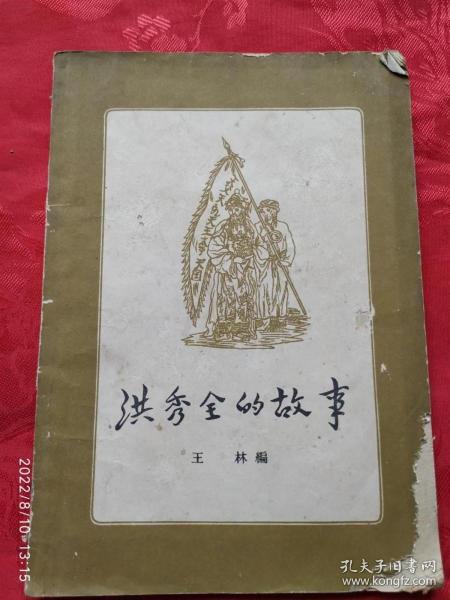 洪秀全的故事
王 林編
2022/8/10 13:15
孔夫子旧书网
www.kongfz.com